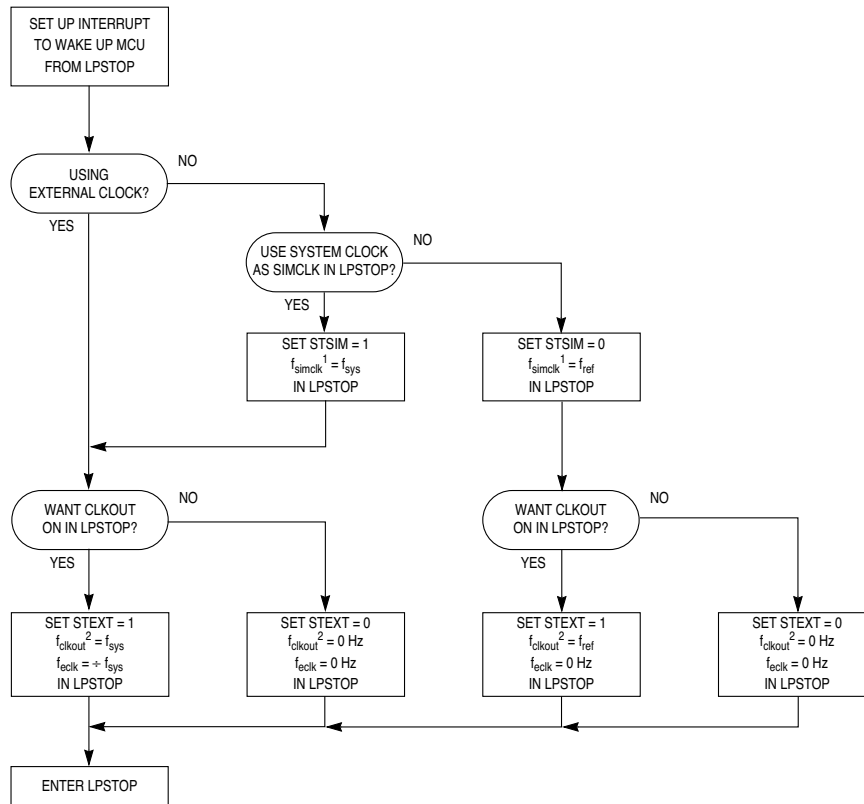 SET UP INTERRUPT
TO WAKE UP MCU
FROM LPSTOP
USING
EXTERNAL CLOCK?
NO
YES
USE SYSTEM CLOCK
AS SIMCLK IN LPSTOP?
NO
YES
SET STSIM = 1
fsimclk1 = fsys
IN LPSTOP
SET STSIM = 0
fsimclk1 = fref
IN LPSTOP
WANT CLKOUT
ON IN LPSTOP?
NO
YES
WANT CLKOUT
ON IN LPSTOP?
NO
YES
SET STEXT = 1
fclkout2 = fsys
feclk = ÷ fsys
IN LPSTOP
SET STEXT = 0
fclkout2 = 0 Hz
feclk = 0 Hz
IN LPSTOP
SET STEXT = 1
fclkout2 = fref
feclk = 0 Hz
IN LPSTOP
SET STEXT = 0
fclkout2 = 0 Hz
feclk = 0 Hz
IN LPSTOP
ENTER LPSTOP